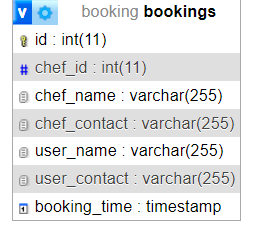 v booking bookings
id : int(11)
# chef_id : int(11)
chef_name : varchar(255)
chef_contact : varchar(255)
user_name : varchar(255)
user_contact : varchar(255)
booking_time : timestamp